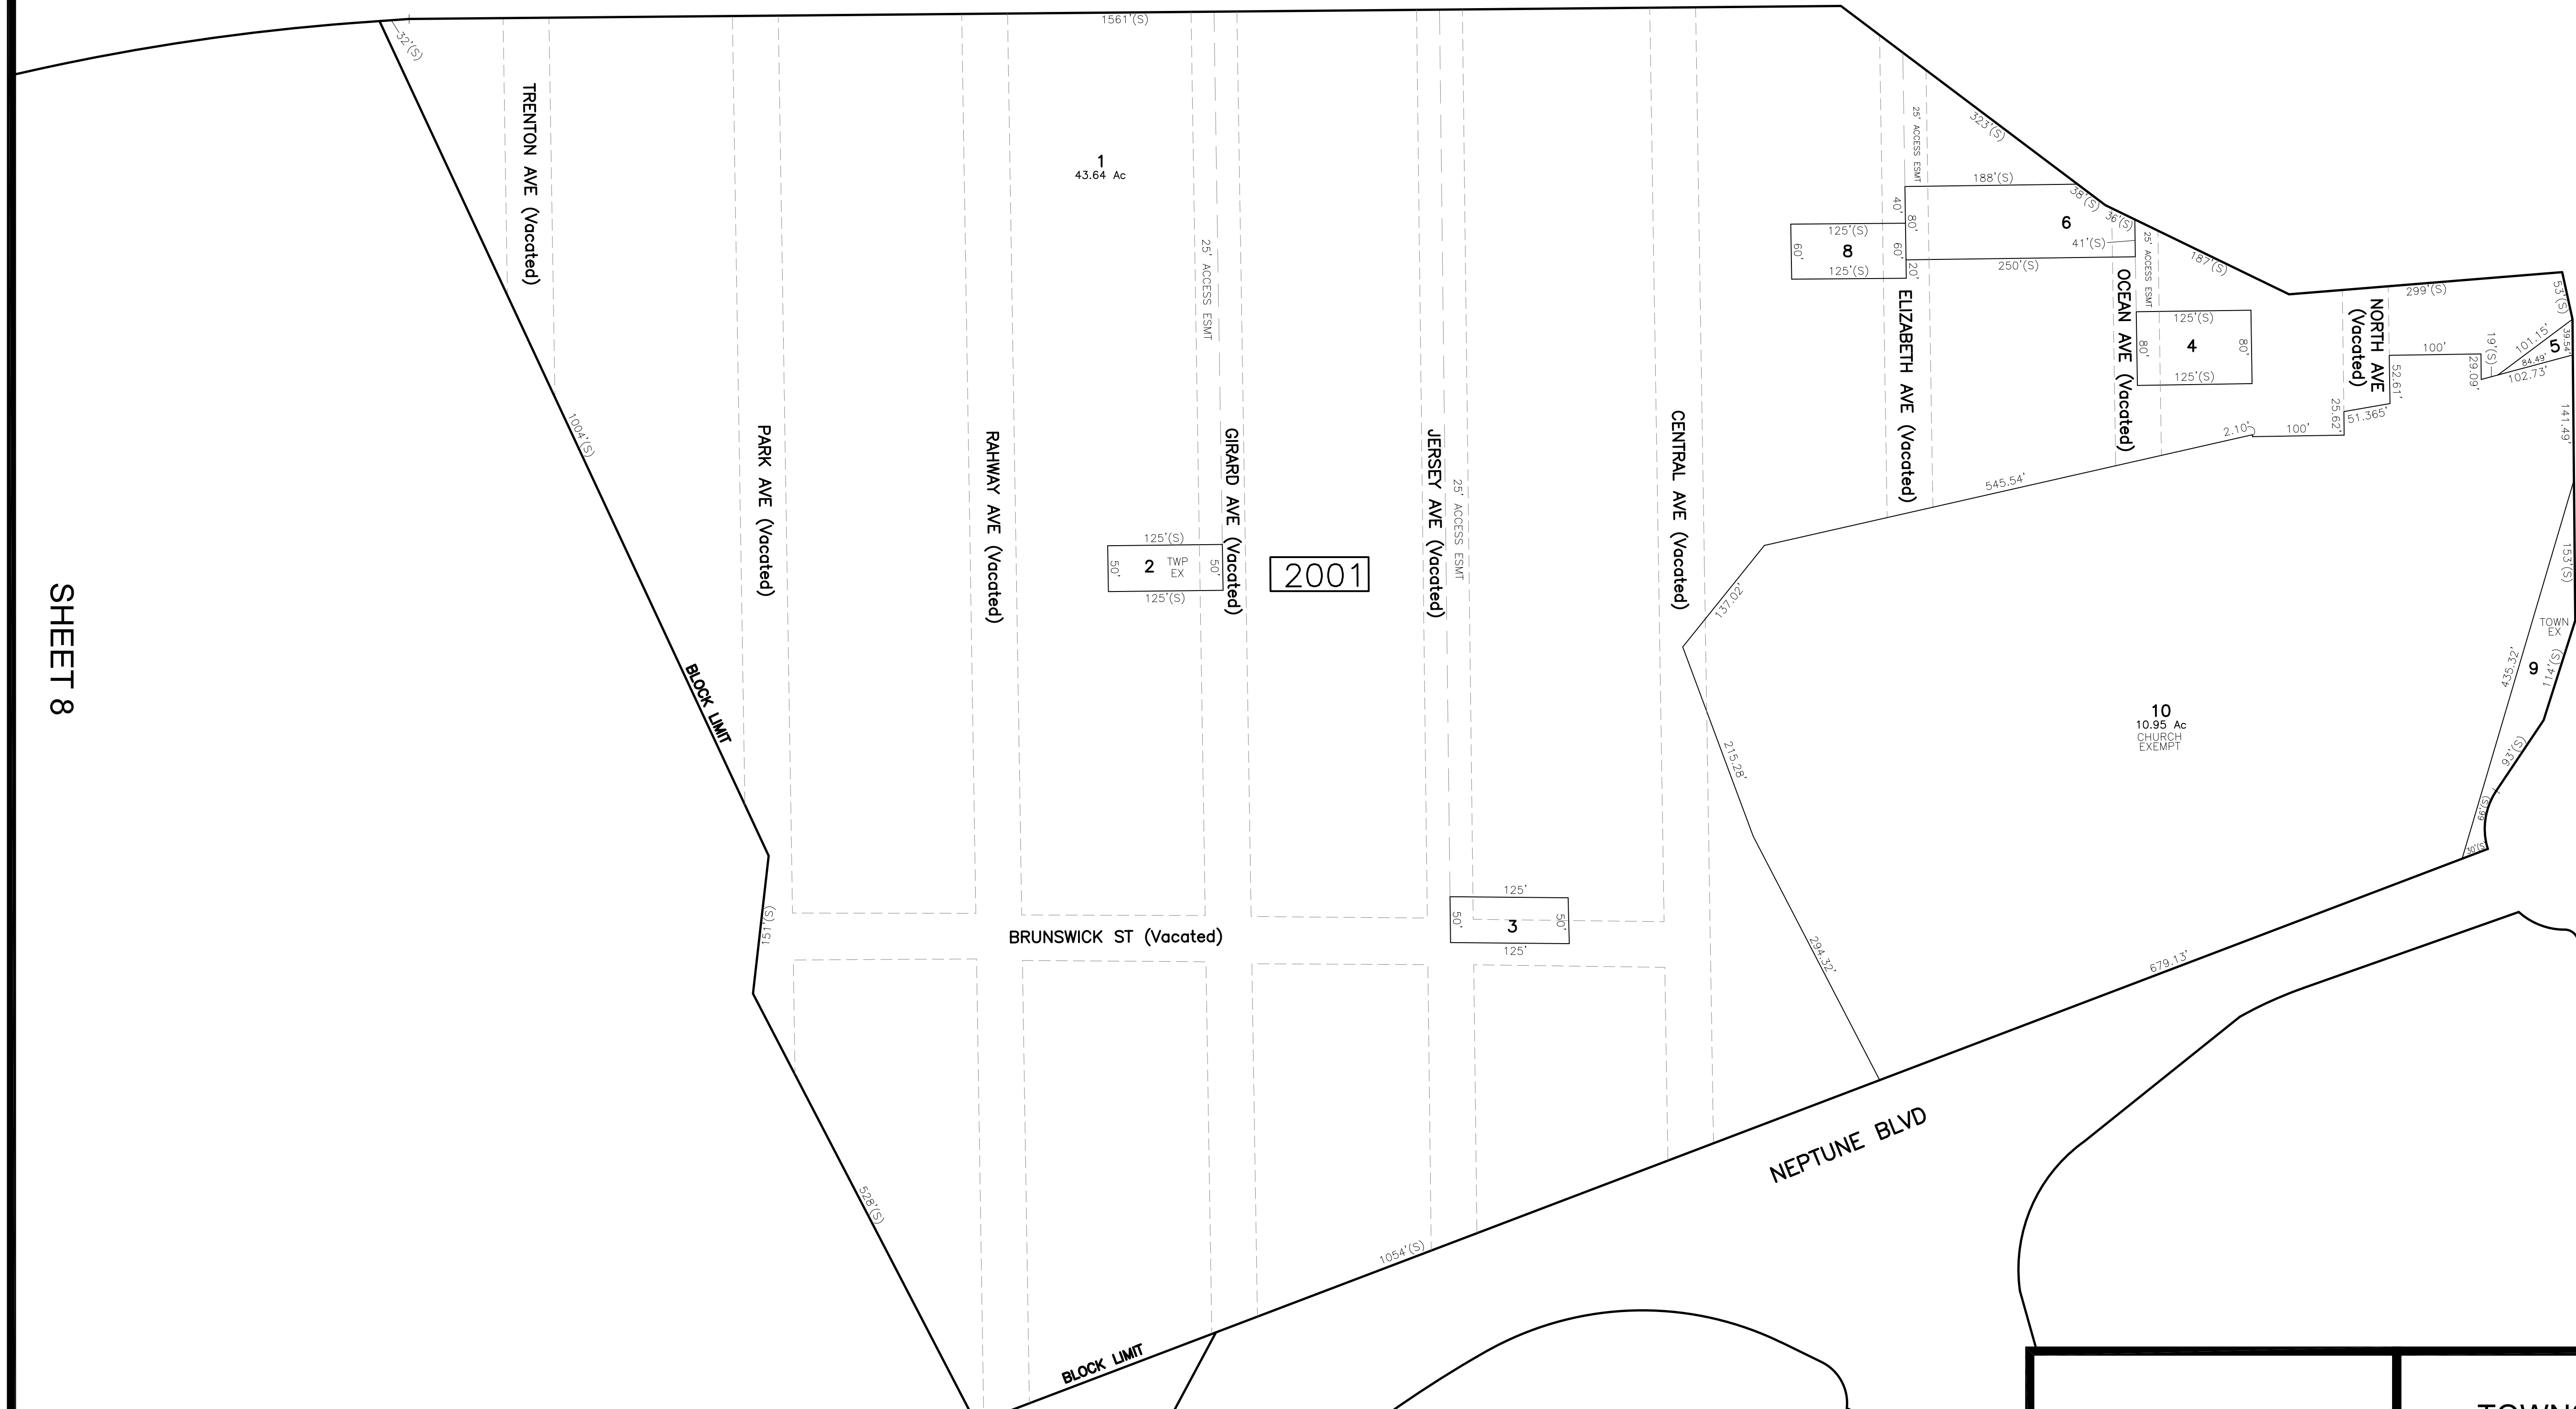 1561'(S)
32'(S)
TRENTON AVE (Vacated)
1
43.64 Ac
323'(S)
25' ACCESS ESMT
188'(S)
38'(S)
36'(S)
6
40'
80'
41'(S)
125'(S)
8
60'
60'
125'(S)
20'
250'(S)
25' ACCESS ESMT
187'(S)
25' ACCESS ESMT
299'(S)
53'(S)
ELIZABETH AVE (Vacated)
OCEAN AVE (Vacated)
NORTH AVE
(Vacated)
125'(S)
80'
4
80'
125'(S)
19'(S)
101.15'
39.54'
5
84.49'
102.73'
100'
29.09'
52.61'
25.62'
51.365'
141.49'
2.10'
100'
545.54'
1004'(S)
PARK AVE (Vacated)
RAHWAY AVE (Vacated)
GIRARD AVE (Vacated)
JERSEY AVE (Vacated)
25' ACCESS ESMT
CENTRAL AVE (Vacated)
125'(S)
50'
2
TWP
EX
50'
125'(S)
2001
137.02'
153'(S)
TOWN
EX
435.32'
9
114'(S)
SHEET 8
BLOCK LIMIT
10
10.95 Ac
CHURCH
EXEMPT
215.28'
93'(S)
66'(S)
30'(S)
151'(S)
125'
50'
3
50'
125'
BRUNSWICK ST (Vacated)
294.32'
679.13'
NEPTUNE BLVD
528'(S)
1054'(S)
BLOCK LIMIT